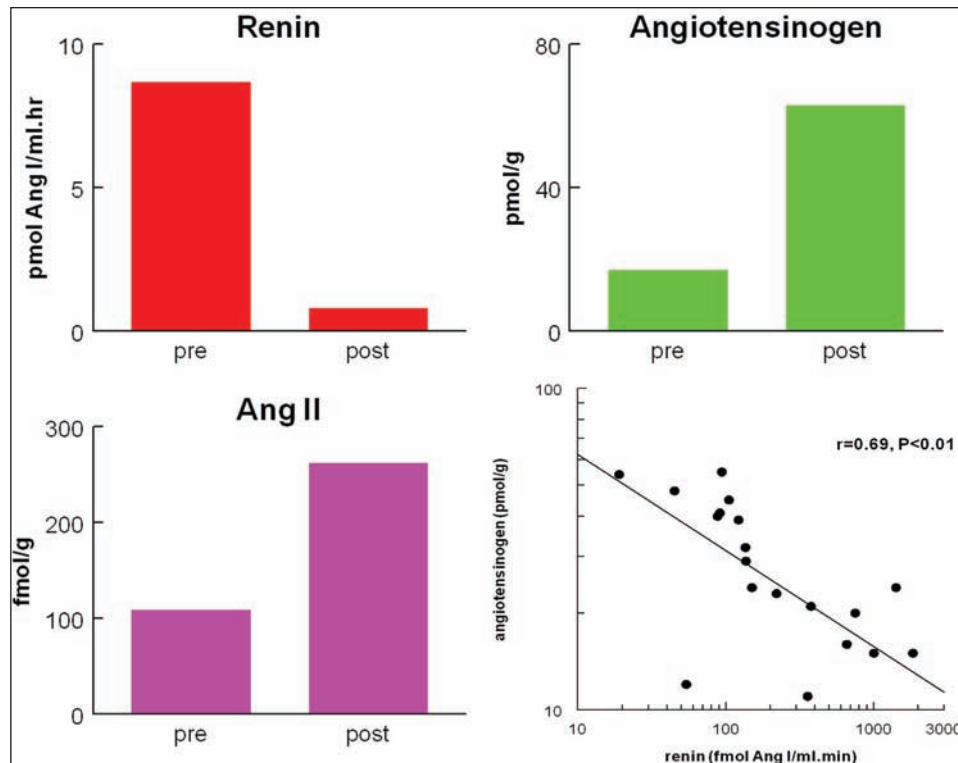 Renin
10
5
0
pmol Ang I/ml.hr
pre post
Angiotensinogen
80
40
0
pmol/g
pre post
Ang II
300
200
100
0
fmol/g
pre post
100
10
angiotensinogen (pmol/g)
r=0.69, P<0.01
10 100 1000 3000
renin (fmol Ang I/ml.min)